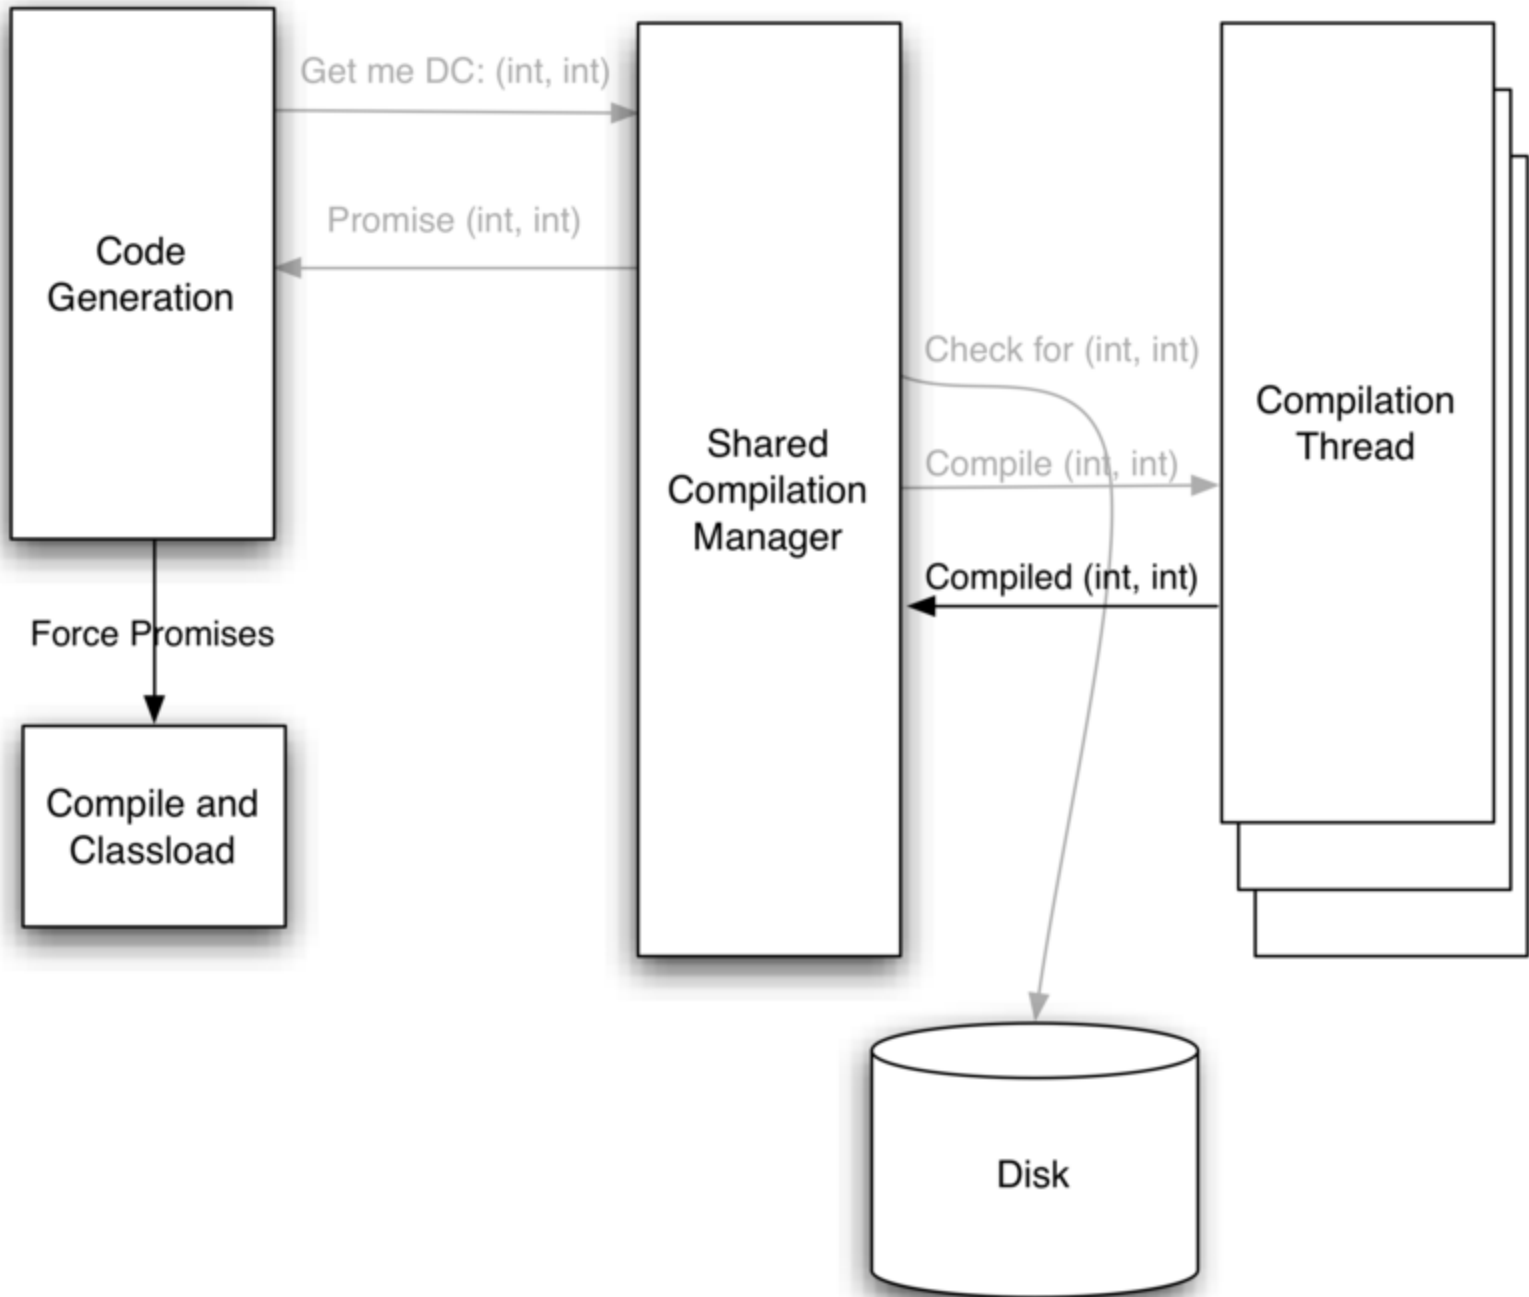 Get me DC: (int, int)
Promise (int, int)
Code
Generation
Check for (int, int)
Compilation
Thread
Shared
Compilation
Manager
Compile (int, int)
Compiled (int, int)
Force Promises
Compile and
Classload
Disk